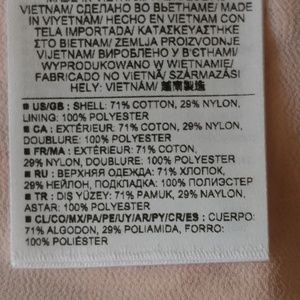 VIETNAM/ СДЕЛАНО ВО ВЬЕТНАМЕ/ MADE
IN VIYETNAM/ HECHO EN VIETNAM CON
TELA IMPORTADA/ ΚΑΤΑΣΚΕΥΑΣΤΗΚΕ
ΣΤΟ ΒΙΕΤΝΑΜ/ ZEMLJA PROIZVODNJE
VIJETNAM/ ВИРОБЛЕНО У В'ЄТНАМІ/
WYPRODUKOWANO W WIETNAMIE/
FABRICADO NO VIETNÃ/ SZÁRMAZÁSI
HELY: VIETNÁM/ 越南製造
■ US/GB : SHELL: 71% COTTON, 29% NYLON,
LINING: 100% POLYESTER
■ CA : EXTÉRIEUR: 71% COTON, 29% NYLON,
DOUBLURE: 100% POLYESTER
■ FR/MA : EXTÉRIEUR: 71% COTON,
29% NYLON, DOUBLURE: 100% POLYESTER
■ RU : ВЕРХНЯЯ ОДЕЖДА: 71% ХЛОПОК,
29% НЕЙЛОН, ПОДКЛАДКА: 100% ПОЛИЭСТЕР
■ TR : DIŞ YÜZEY: 71% PAMUK, 29% NAYLON,
ASTAR: 100% POLYESTER
■ CL/CO/MX/PA/PE/UY/AR/PY/CR/ES : CUERPO:
71% ALGODON, 29% POLIAMIDA, FORRO:
100% POLIÉSTER